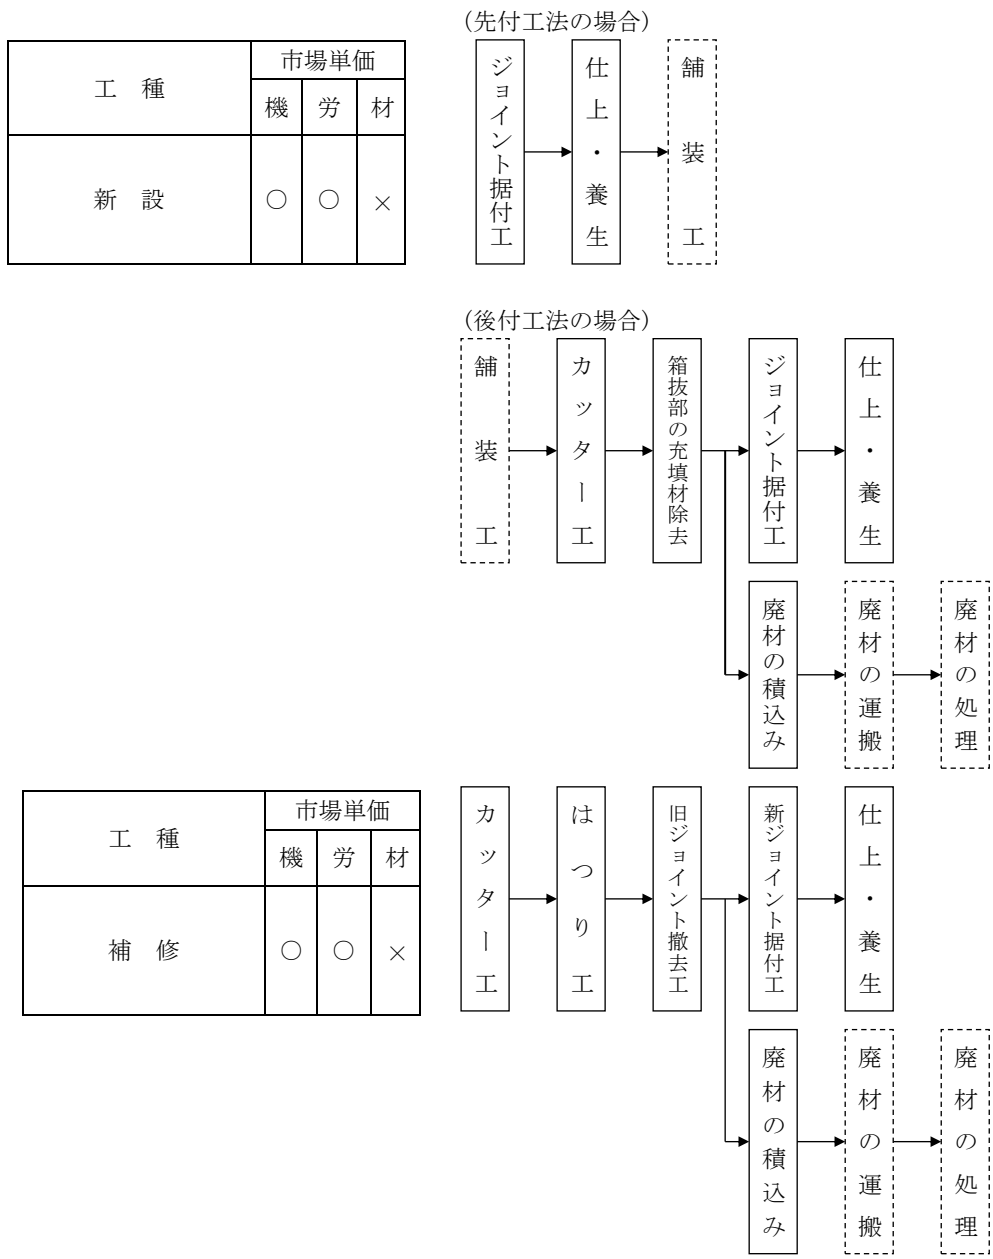 (先付工法の場合)
工 種
市場単価
機 労 材
新 設
○ ○ ×
ジョイント据付工
仕上・養生
舗装工
(後付工法の場合)
舗装工
カッター工
箱抜部の充填材除去
ジョイント据付工
仕上・養生
廃材の積込み
廃材の運搬
廃材の処理
工 種
市場単価
機 労 材
補 修
○ ○ ×
カッター工
はつり工
旧ジョイント撤去工
新ジョイント据付工
仕上・養生
廃材の積込み
廃材の運搬
廃材の処理